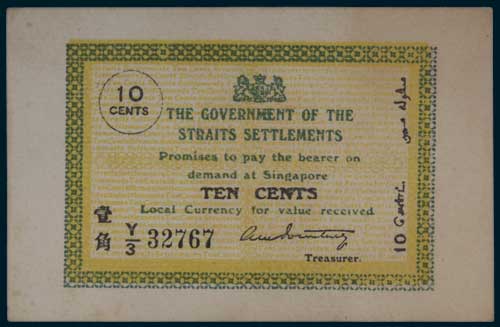 10
CENTS
THE GOVERNMENT OF THE
STRAITS SETTLEMENTS
Promises to pay the bearer on
demand at Singapore
TEN CENTS
Local Currency for value received
壹角
Y/3 32767
Treasurer.
10